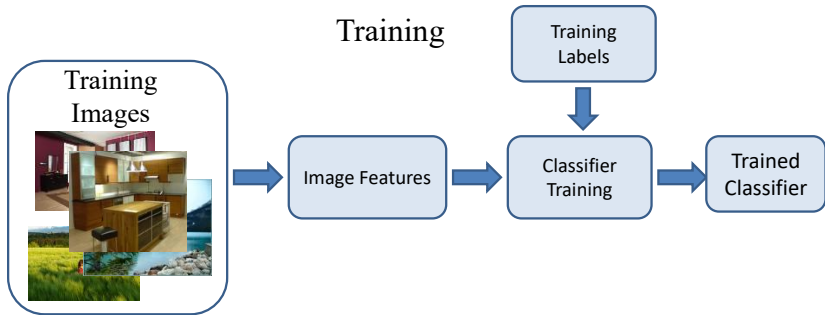 Training
Training
Images
Training
Labels
Image Features
Classifier
Training
Trained
Classifier